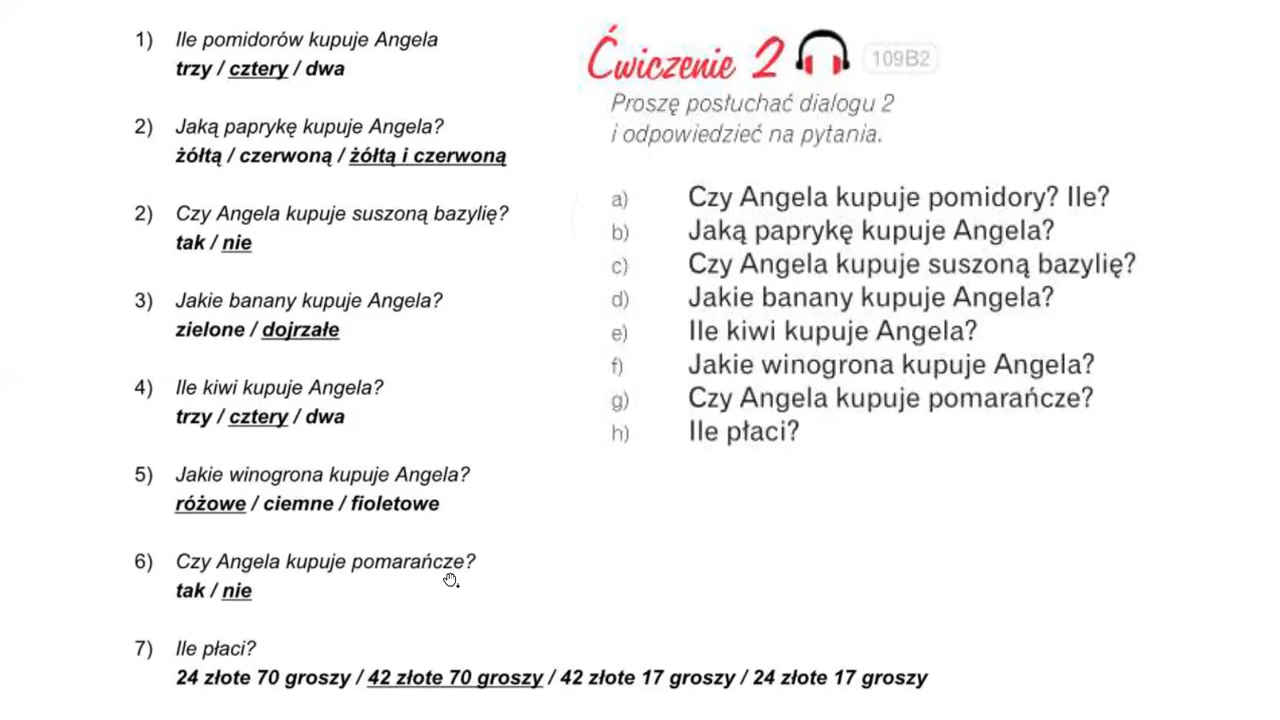 1) Ile pomidorów kupuje Angela
trzy / cztery / dwa
2) Jaką paprykę kupuje Angela?
żółtą / czerwoną / żółtą i czerwoną
2) Czy Angela kupuje suszoną bazylię?
tak / nie
3) Jakie banany kupuje Angela?
zielone / dojrzałe
4) Ile kiwi kupuje Angela?
trzy / cztery / dwa
5) Jakie winogrona kupuje Angela?
różowe / ciemne / fioletowe
6) Czy Angela kupuje pomarańcze?
tak / nie
7) Ile płaci?
24 złote 70 groszy / 42 złote 70 groszy / 42 złote 17 groszy / 24 złote 17 groszy
Ćwiczenie 2 109B2
Proszę posłuchać dialogu 2
i odpowiedzieć na pytania.
a) Czy Angela kupuje pomidory? Ile?
b) Jaką paprykę kupuje Angela?
c) Czy Angela kupuje suszoną bazylię?
d) Jakie banany kupuje Angela?
e) Ile kiwi kupuje Angela?
f) Jakie winogrona kupuje Angela?
g) Czy Angela kupuje pomarańcze?
h) Ile płaci?